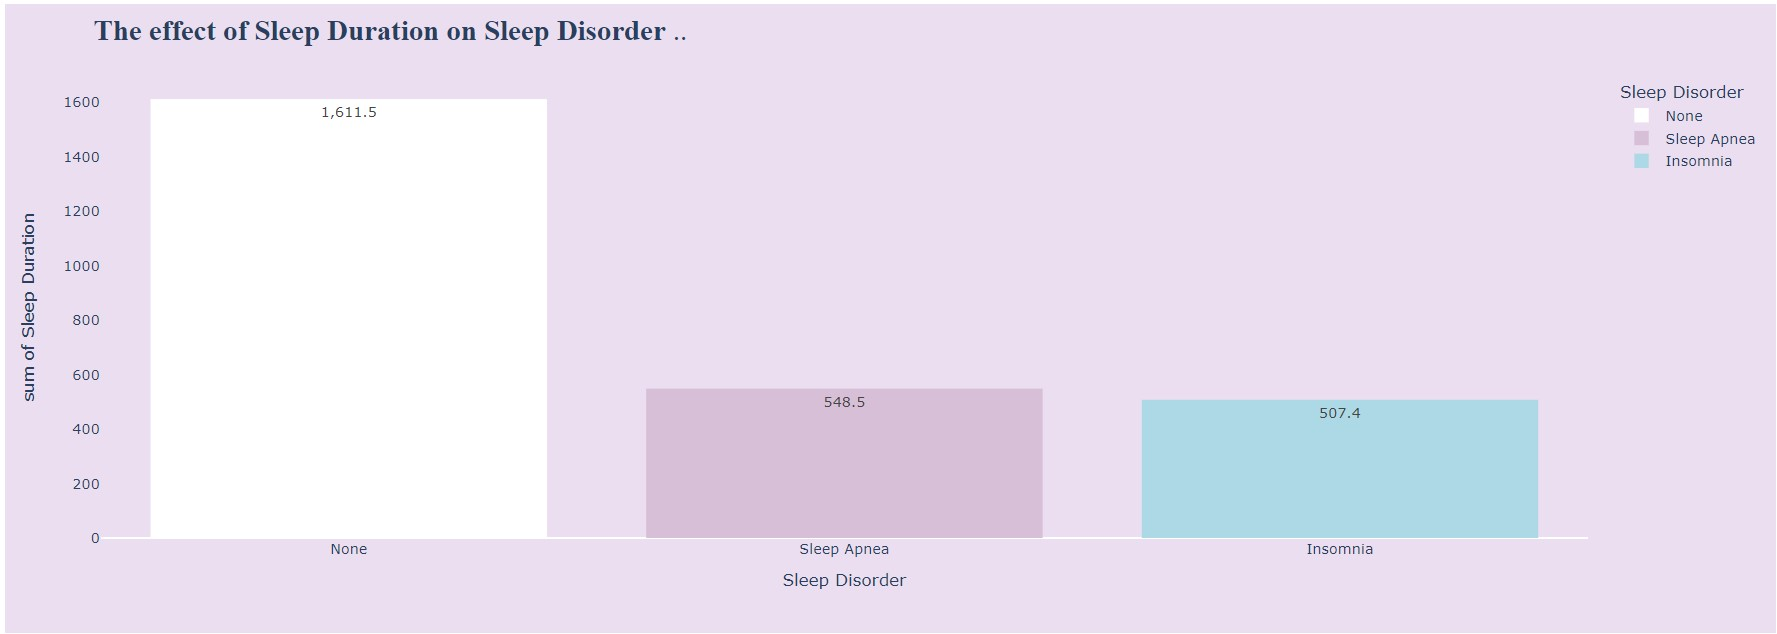 The effect of Sleep Duration on Sleep Disorder ..
sum of Sleep Duration
1600
1400
1200
1000
800
600
400
200
0
1,611.5
548.5
507.4
None
Sleep Apnea
Insomnia
Sleep Disorder
Sleep Disorder
None
Sleep Apnea
Insomnia